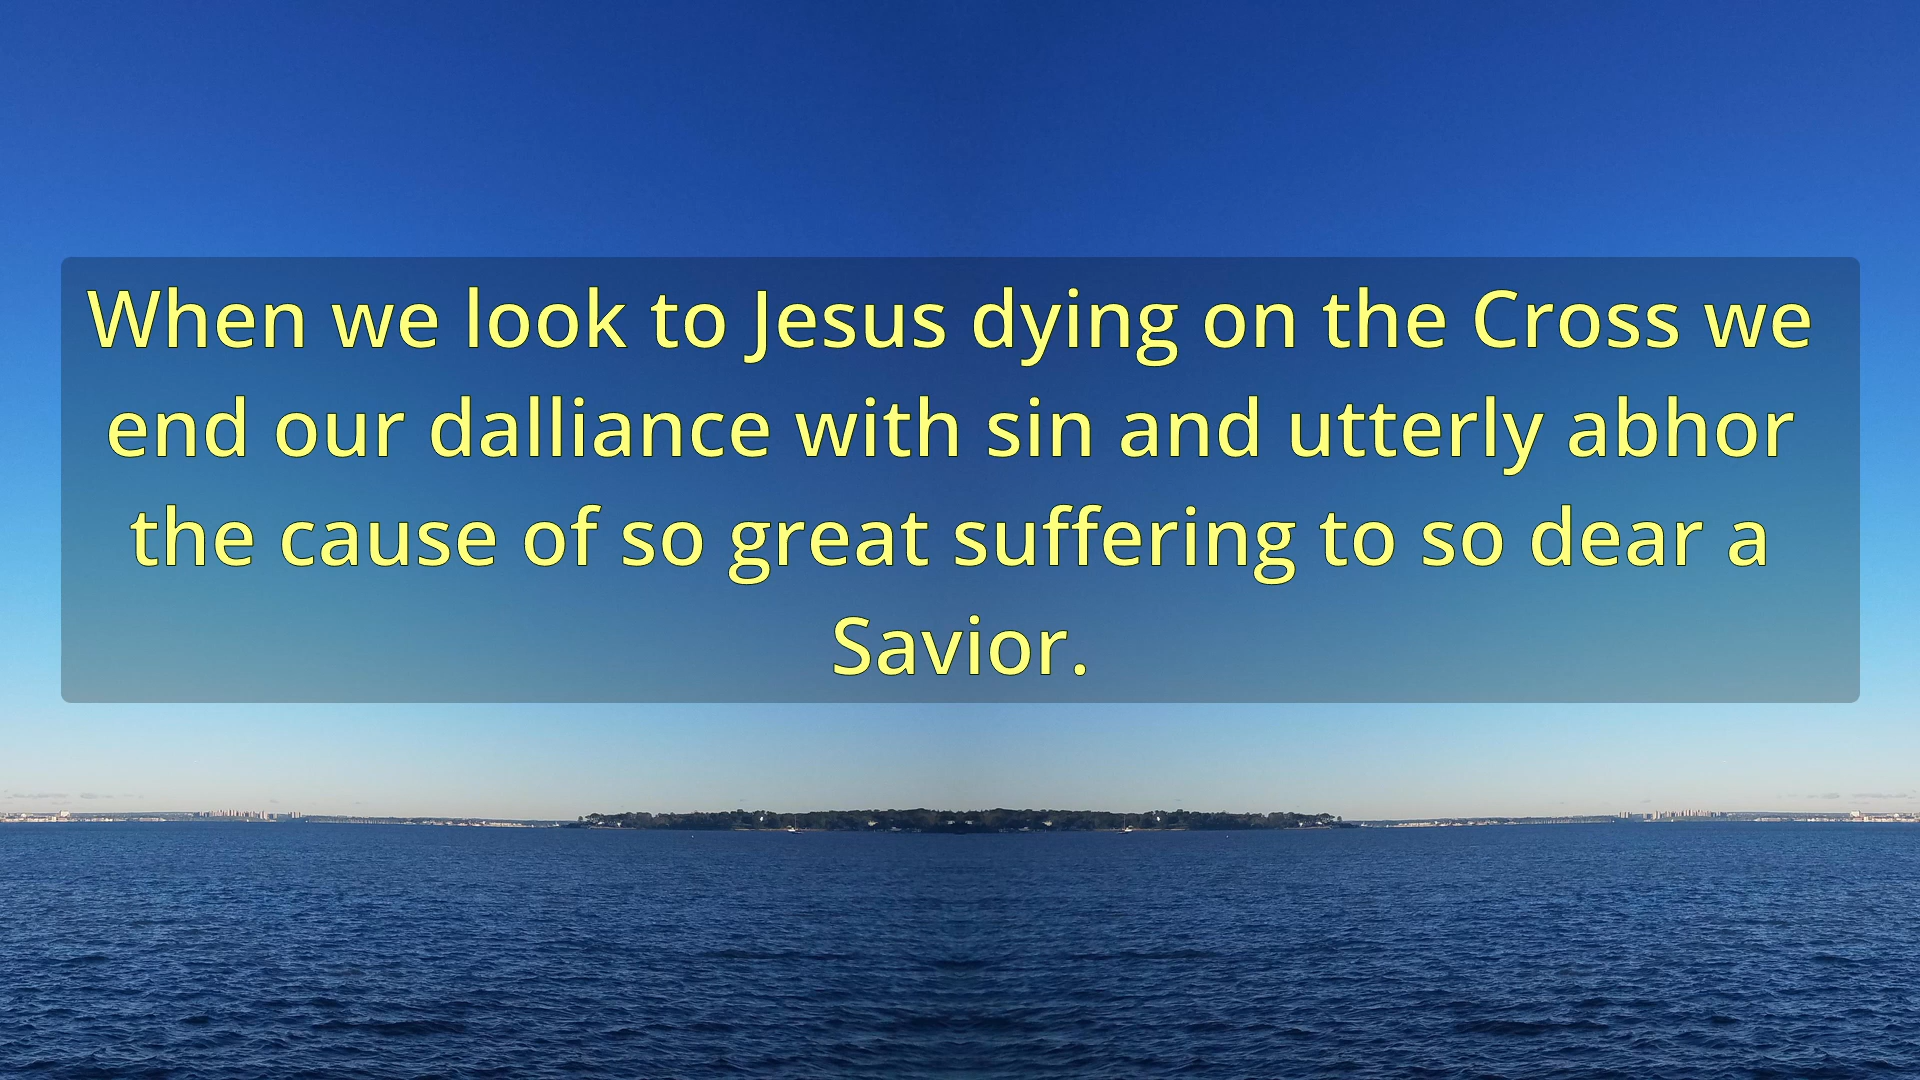 When we look to Jesus dying on the Cross we
end our dalliance with sin and utterly abhor
the cause of so great suffering to so dear a
Savior.